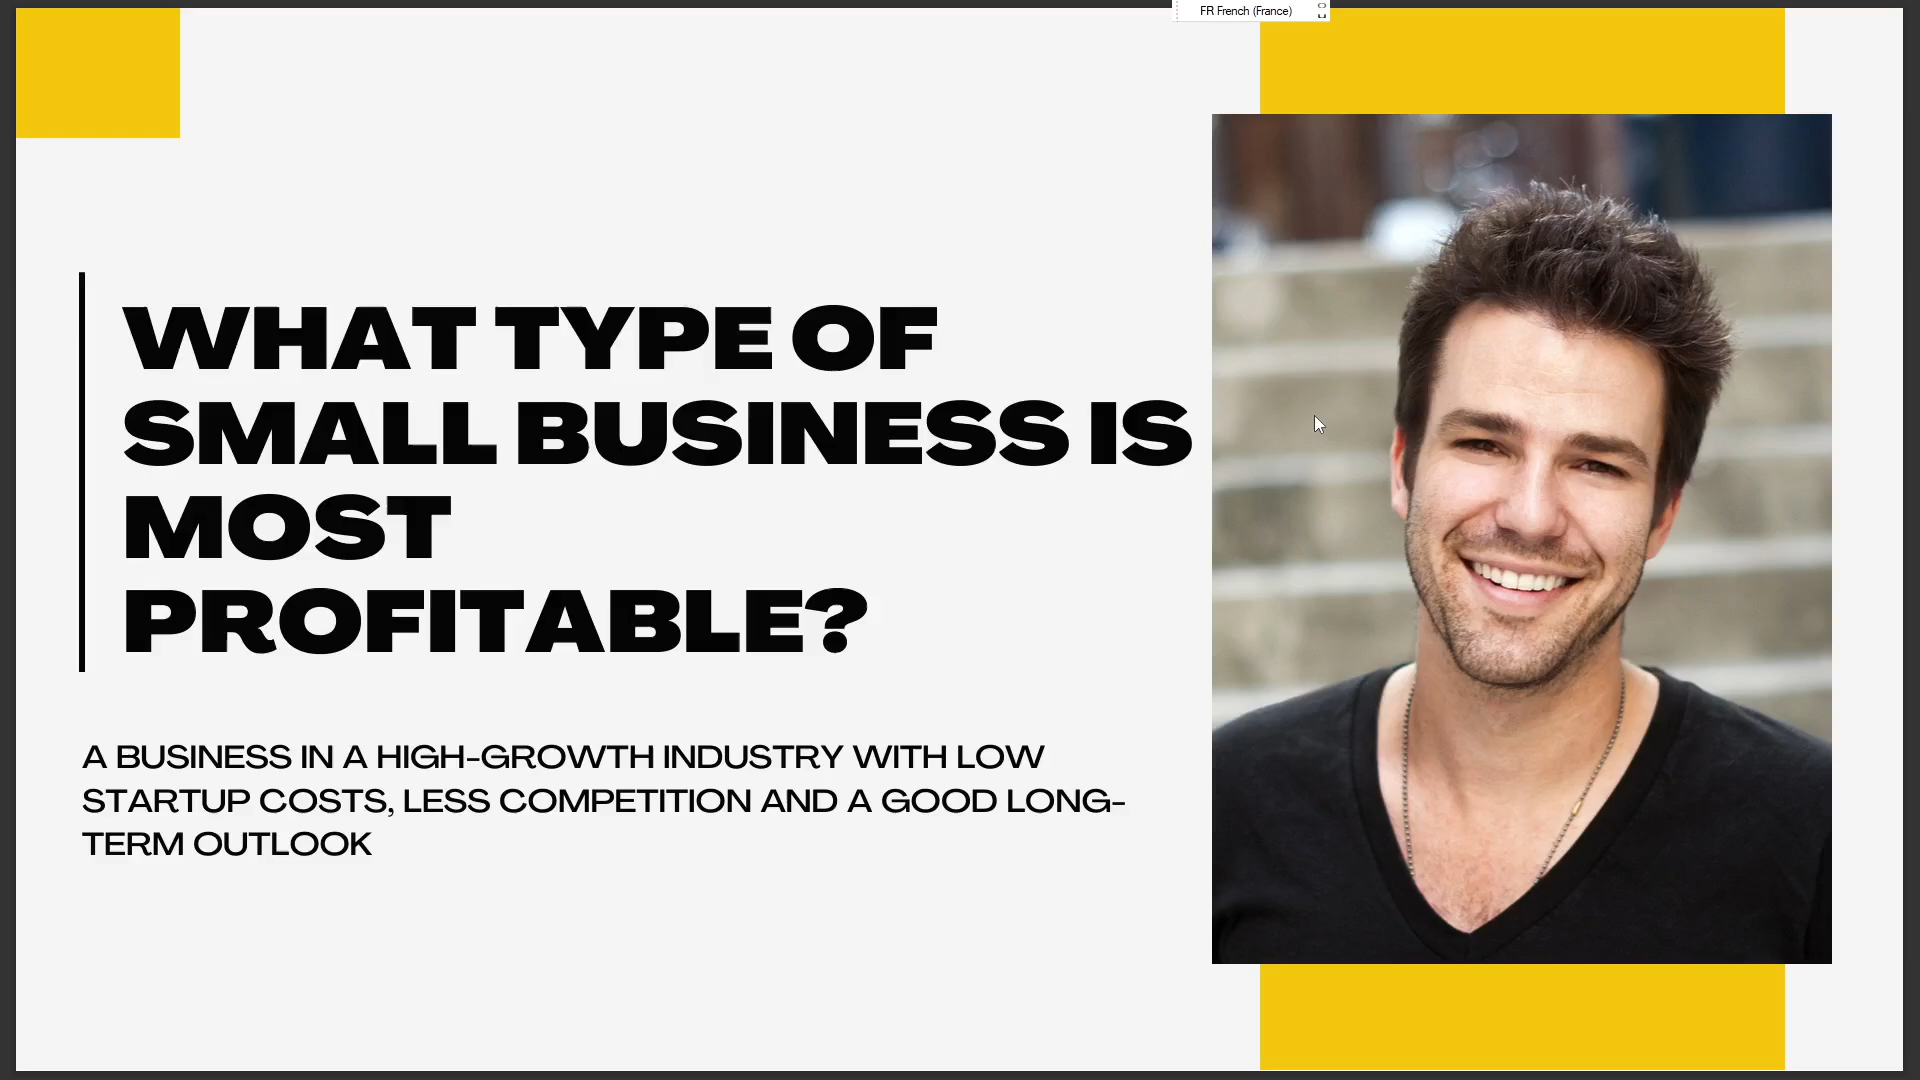 FR French (France)
WHAT TYPE OF
SMALL BUSINESS IS
MOST
PROFITABLE?
A BUSINESS IN A HIGH-GROWTH INDUSTRY WITH LOW
STARTUP COSTS, LESS COMPETITION AND A GOOD LONG-
TERM OUTLOOK